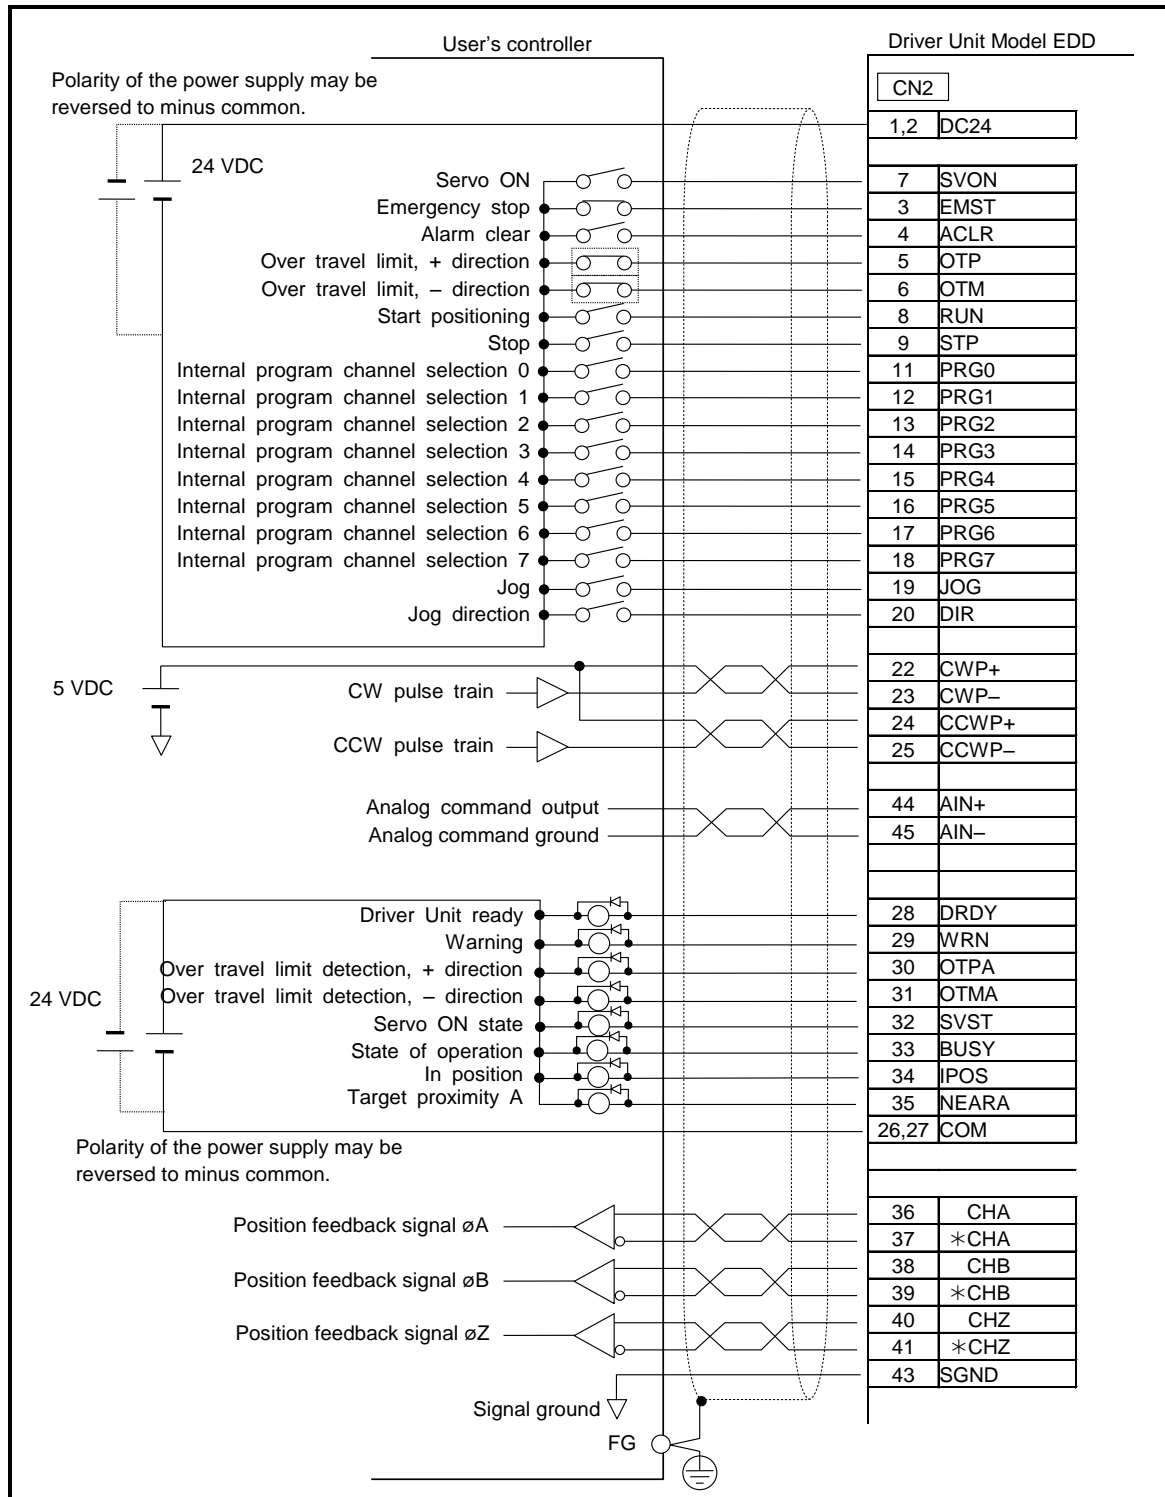 User's controller
Driver Unit Model EDD
Polarity of the power supply may be
reversed to minus common.
CN2
1,2 DC24
24 VDC
Servo ON 7 SVON
Emergency stop 3 EMST
Alarm clear 4 ACLR
Over travel limit, + direction 5 OTP
Over travel limit, – direction 6 OTM
Start positioning 8 RUN
Stop 9 STP
Internal program channel selection 0 11 PRG0
Internal program channel selection 1 12 PRG1
Internal program channel selection 2 13 PRG2
Internal program channel selection 3 14 PRG3
Internal program channel selection 4 15 PRG4
Internal program channel selection 5 16 PRG5
Internal program channel selection 6 17 PRG6
Internal program channel selection 7 18 PRG7
Jog 19 JOG
Jog direction 20 DIR
22 CWP+
5 VDC CW pulse train 23 CWP–
24 CCWP+
CCW pulse train 25 CCWP–
Analog command output 44 AIN+
Analog command ground 45 AIN–
Driver Unit ready 28 DRDY
Warning 29 WRN
Over travel limit detection, + direction 30 OTPA
24 VDC Over travel limit detection, – direction 31 OTMA
Servo ON state 32 SVST
State of operation 33 BUSY
In position 34 IPOS
Target proximity A 35 NEARA
26,27 COM
Polarity of the power supply may be
reversed to minus common.
36 CHA
Position feedback signal øA
37 ✳CHA
38 CHB
Position feedback signal øB
39 ✳CHB
40 CHZ
Position feedback signal øZ
41 ✳CHZ
43 SGND
Signal ground
FG